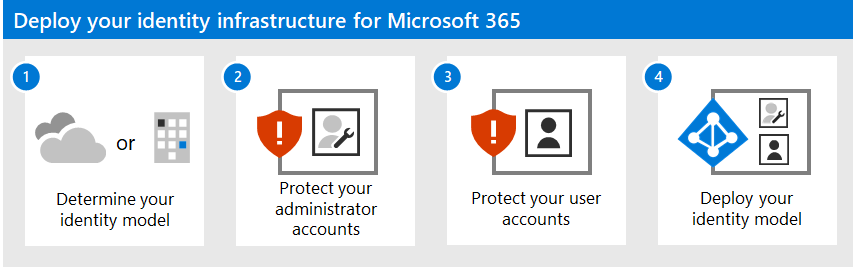 Deploy your identity infrastructure for Microsoft 365
1
or
Determine your
identity model
2
Protect your
administrator
accounts
3
Protect your user
accounts
4
Deploy your
identity model